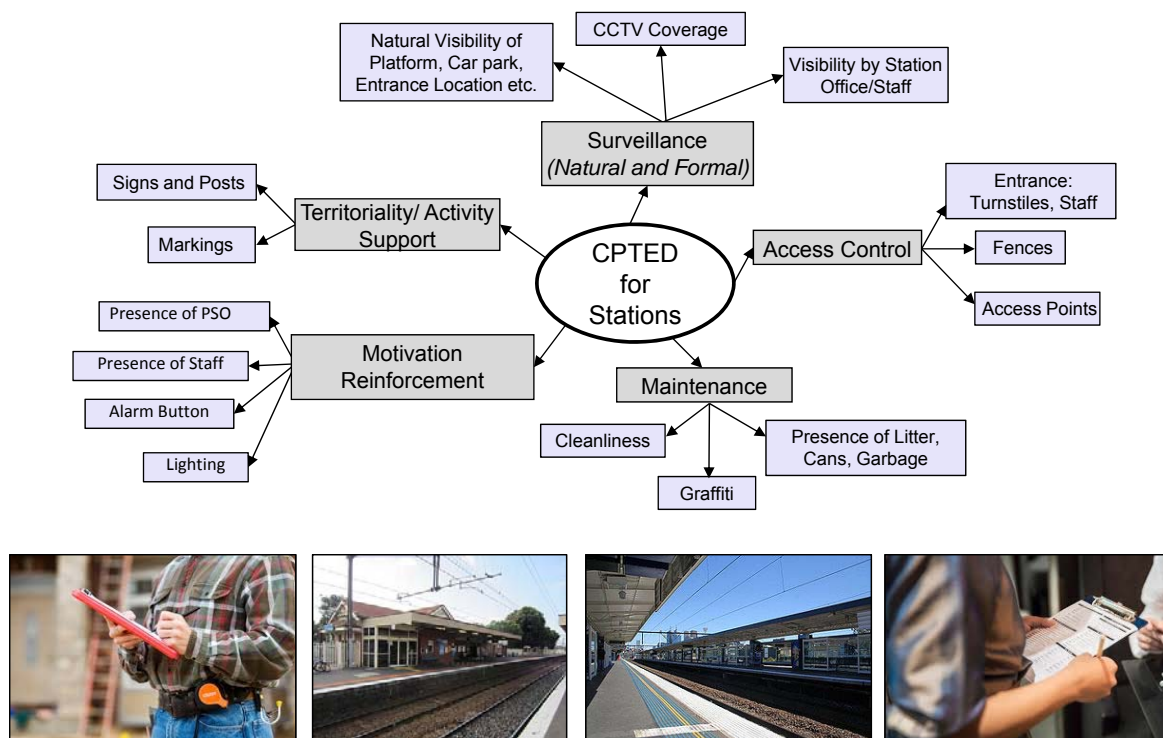 CCTV Coverage
Natural Visibility of
Platform, Car park,
Entrance Location etc.
Visibility by Station
Office/Staff
Surveillance
(Natural and Formal)
Signs and Posts
Markings
Territoriality/ Activity
Support
CPTED
for
Stations
Access Control
Entrance:
Turnstiles, Staff
Fences
Access Points
Presence of PSO
Presence of Staff
Alarm Button
Lighting
Motivation
Reinforcement
Maintenance
Cleanliness
Graffiti
Presence of Litter,
Cans, Garbage